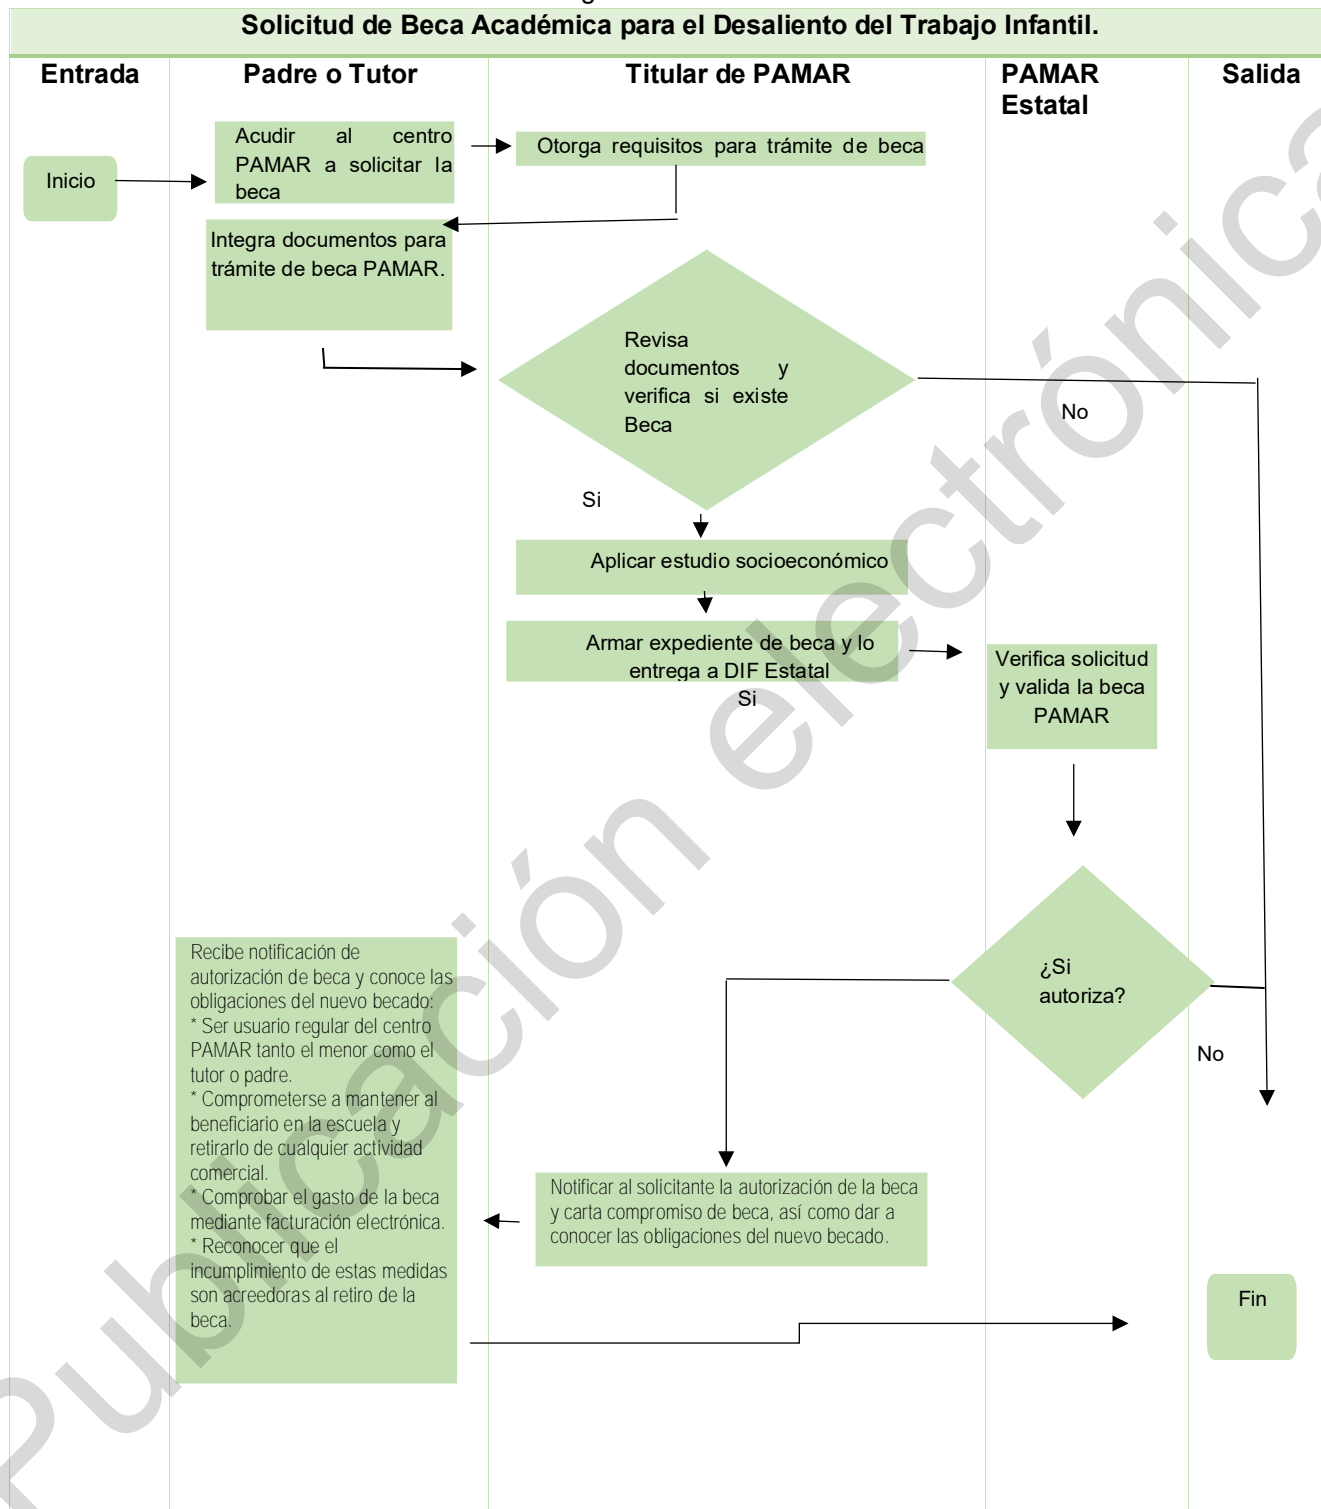 Solicitud de Beca Académica para el Desaliento del Trabajo Infantil.
Entrada
Padre o Tutor
Titular de PAMAR
PAMAR
Estatal
Salida
Inicio
Acudir al centro
PAMAR a solicitar la
beca
Otorga requisitos para trámite de beca
Integra documentos para
trámite de beca PAMAR.
Revisa
documentos y
verifica si existe
Beca
No
Si
Aplicar estudio socioeconómico
Armar expediente de beca y lo
entrega a DIF Estatal
Si
Verifica solicitud
y valida la beca
PAMAR
¿Si
autoriza?
No
Recibe notificación de
autorización de beca y conoce las
obligaciones del nuevo becado:
* Ser usuario regular del centro
PAMAR tanto el menor como el
tutor o padre.
* Comprometerse a mantener al
beneficiario en la escuela y
retirarlo de cualquier actividad
comercial.
* Comprobar el gasto de la beca
mediante facturación electrónica.
* Reconocer que el
incumplimiento de estas medidas
son acreedoras al retiro de la
beca.
Notificar al solicitante la autorización de la beca
y carta compromiso de beca, así como dar a
conocer las obligaciones del nuevo becado.
Fin
Publicación electrónica